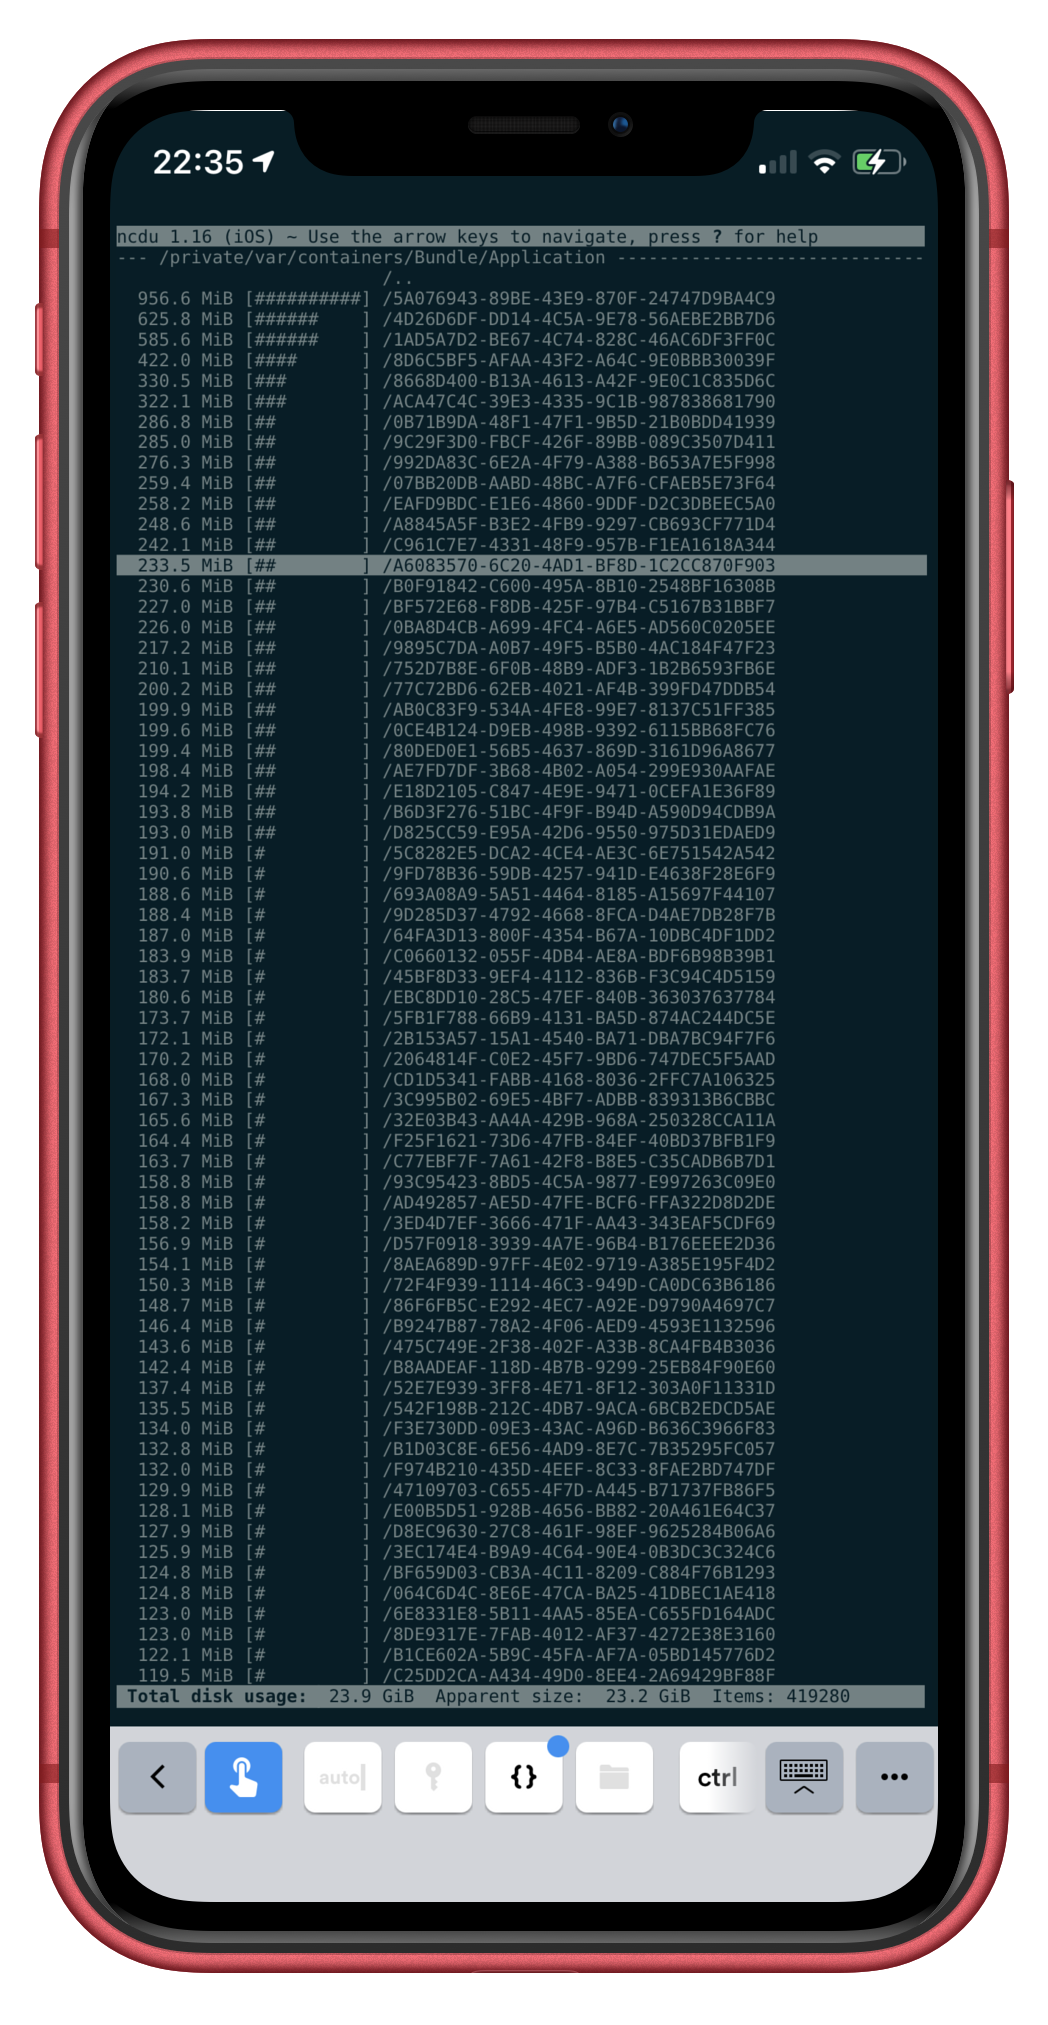 22:35
ncdu 1.16 (iOS) ~ Use the arrow keys to navigate, press ? for help
--- /private/var/containers/Bundle/Application -----------------------------
/..
956.6 MiB [##########] /5A076943-89BE-43E9-870F-24747D9BA4C9
625.8 MiB [###### ] /4D26D6DF-DD14-4C5A-9E78-56AEBE2BB7D6
585.6 MiB [###### ] /1AD5A7D2-BE67-4C74-828C-46AC6DF3FF0C
422.0 MiB [#### ] /8D6C5BF5-AFAA-43F2-A64C-9E0BBB30039F
330.5 MiB [### ] /8668D400-B13A-4613-A42F-9E0C1C835D6C
322.1 MiB [### ] /ACA47C4C-39E3-4335-9C1B-987838681790
286.8 MiB [## ] /0B71B9DA-48F1-47F1-9B5D-21B0BDD41939
285.0 MiB [## ] /9C29F3D0-FBCF-426F-89BB-089C3507D411
276.3 MiB [## ] /992DA83C-6E2A-4F79-A388-B653A7E5F998
259.4 MiB [## ] /07BB20DB-AABD-48BC-A7F6-CFAEB5E73F64
258.2 MiB [## ] /EAFD9BDC-E1E6-4860-9DDF-D2C3DBEEC5A0
248.6 MiB [## ] /A8845A5F-B3E2-4FB9-9297-CB693CF771D4
242.1 MiB [## ] /C961C7E7-4331-48F9-957B-F1EA1618A344
233.5 MiB [## ] /A6083570-6C20-4AD1-BF8D-1C2CC870F903
230.6 MiB [## ] /B0F91842-C600-495A-8B10-2548BF16308B
227.0 MiB [## ] /BF572E68-F8DB-425F-97B4-C5167B31BBF7
226.0 MiB [## ] /0BA8D4CB-A699-4FC4-A6E5-AD560C0205EE
217.2 MiB [## ] /9895C7DA-A0B7-49F5-B5B0-4AC184F47F23
210.1 MiB [## ] /752D7B8E-6F0B-48B9-ADF3-1B2B6593FB6E
200.2 MiB [## ] /77C72BD6-62EB-4021-AF4B-399FD47DDB54
199.9 MiB [## ] /AB0C83F9-534A-4FE8-99E7-8137C51FF385
199.6 MiB [## ] /0CE4B124-D9EB-498B-9392-6115BB68FC76
199.4 MiB [## ] /80DED0E1-56B5-4637-869D-3161D96A8677
198.4 MiB [## ] /AE7FD7DF-3B68-4B02-A054-299E930AAFAE
194.2 MiB [## ] /E18D2105-C847-4E9E-9471-0CEFA1E36F89
193.8 MiB [## ] /B6D3F276-51BC-4F9F-B94D-A590D94CDB9A
193.0 MiB [## ] /D825CC59-E95A-42D6-9550-975D31EDAED9
191.0 MiB [# ] /5C8282E5-DCA2-4CE4-AE3C-6E751542A542
190.6 MiB [# ] /9FD78B36-59DB-4257-941D-E4638F28E6F9
188.6 MiB [# ] /693A08A9-5A51-4464-8185-A15697F44107
188.4 MiB [# ] /9D285D37-4792-4668-8FCA-D4AE7DB28F7B
187.0 MiB [# ] /64FA3D13-800F-4354-B67A-10DBC4DF1DD2
183.9 MiB [# ] /C0660132-055F-4DB4-AE8A-BDF6B98B39B1
183.7 MiB [# ] /45BF8D33-9EF4-4112-836B-F3C94C4D5159
180.6 MiB [# ] /EBC8DD10-28C5-47EF-840B-363037637784
173.7 MiB [# ] /5FB1F788-66B9-4131-BA5D-874AC244DC5E
172.1 MiB [# ] /2B153A57-15A1-4540-BA71-DBA7BC94F7F6
170.2 MiB [# ] /2064814F-C0E2-45F7-9BD6-747DEC5F5AAD
168.0 MiB [# ] /CD1D5341-FABB-4168-8036-2FFC7A106325
167.3 MiB [# ] /3C995B02-69E5-4BF7-ADBB-839313B6CBBC
165.6 MiB [# ] /32E03B43-AA4A-429B-968A-250328CCA11A
164.4 MiB [# ] /F25F1621-73D6-47FB-84EF-40BD37BFB1F9
163.7 MiB [# ] /C77EBF7F-7A61-42F8-B8E5-C35CADB6B7D1
158.8 MiB [# ] /93C95423-8BD5-4C5A-9877-E997263C09E0
158.8 MiB [# ] /AD492857-AE5D-47FE-BCF6-FFA322D8D2DE
158.2 MiB [# ] /3ED4D7EF-3666-471F-AA43-343EAF5CDF69
156.9 MiB [# ] /D57F0918-3939-4A7E-96B4-B176EEEE2D36
154.1 MiB [# ] /8AEA689D-97FF-4E02-9719-A385E195F4D2
150.3 MiB [# ] /72F4F939-1114-46C3-949D-CA0DC63B6186
148.7 MiB [# ] /86F6FB5C-E292-4EC7-A92E-D9790A4697C7
146.4 MiB [# ] /B9247B87-78A2-4F06-AED9-4593E1132596
143.6 MiB [# ] /475C749E-2F38-402F-A33B-8CA4FB4B3036
142.4 MiB [# ] /B8AADEAF-118D-4B7B-9299-25EB84F90E60
137.4 MiB [# ] /52E7E939-3FF8-4E71-8F12-303A0F11331D
135.5 MiB [# ] /542F198B-212C-4DB7-9ACA-6BCB2EDCD5AE
134.0 MiB [# ] /F3E730DD-09E3-43AC-A96D-B636C3966F83
132.8 MiB [# ] /B1D03C8E-6E56-4AD9-8E7C-7B35295FC057
132.0 MiB [# ] /F974B210-435D-4EEF-8C33-8FAE2BD747DF
129.9 MiB [# ] /47109703-C655-4F7D-A445-B71737FB86F5
128.1 MiB [# ] /E00B5D51-928B-4656-BB82-20A461E64C37
127.9 MiB [# ] /D8EC9630-27C8-461F-98EF-9625284B06A6
125.9 MiB [# ] /3EC174E4-B9A9-4C64-90E4-0B3DC3C324C6
124.8 MiB [# ] /BF659D03-CB3A-4C11-8209-C884F76B1293
124.8 MiB [# ] /064C6D4C-8E6E-47CA-BA25-41DBEC1AE418
123.0 MiB [# ] /6E8331E8-5B11-4AA5-85EA-C655FD164ADC
123.0 MiB [# ] /8DE9317E-7FAB-4012-AF37-4272E38E3160
122.1 MiB [# ] /B1CE602A-5B9C-45FA-AF7A-05BD145776D2
119.5 MiB [# ] /C25DD2CA-A434-49D0-8EE4-2A69429BF88F
Total disk usage: 23.9 GiB Apparent size: 23.2 GiB Items: 419280
auto {} ctrl